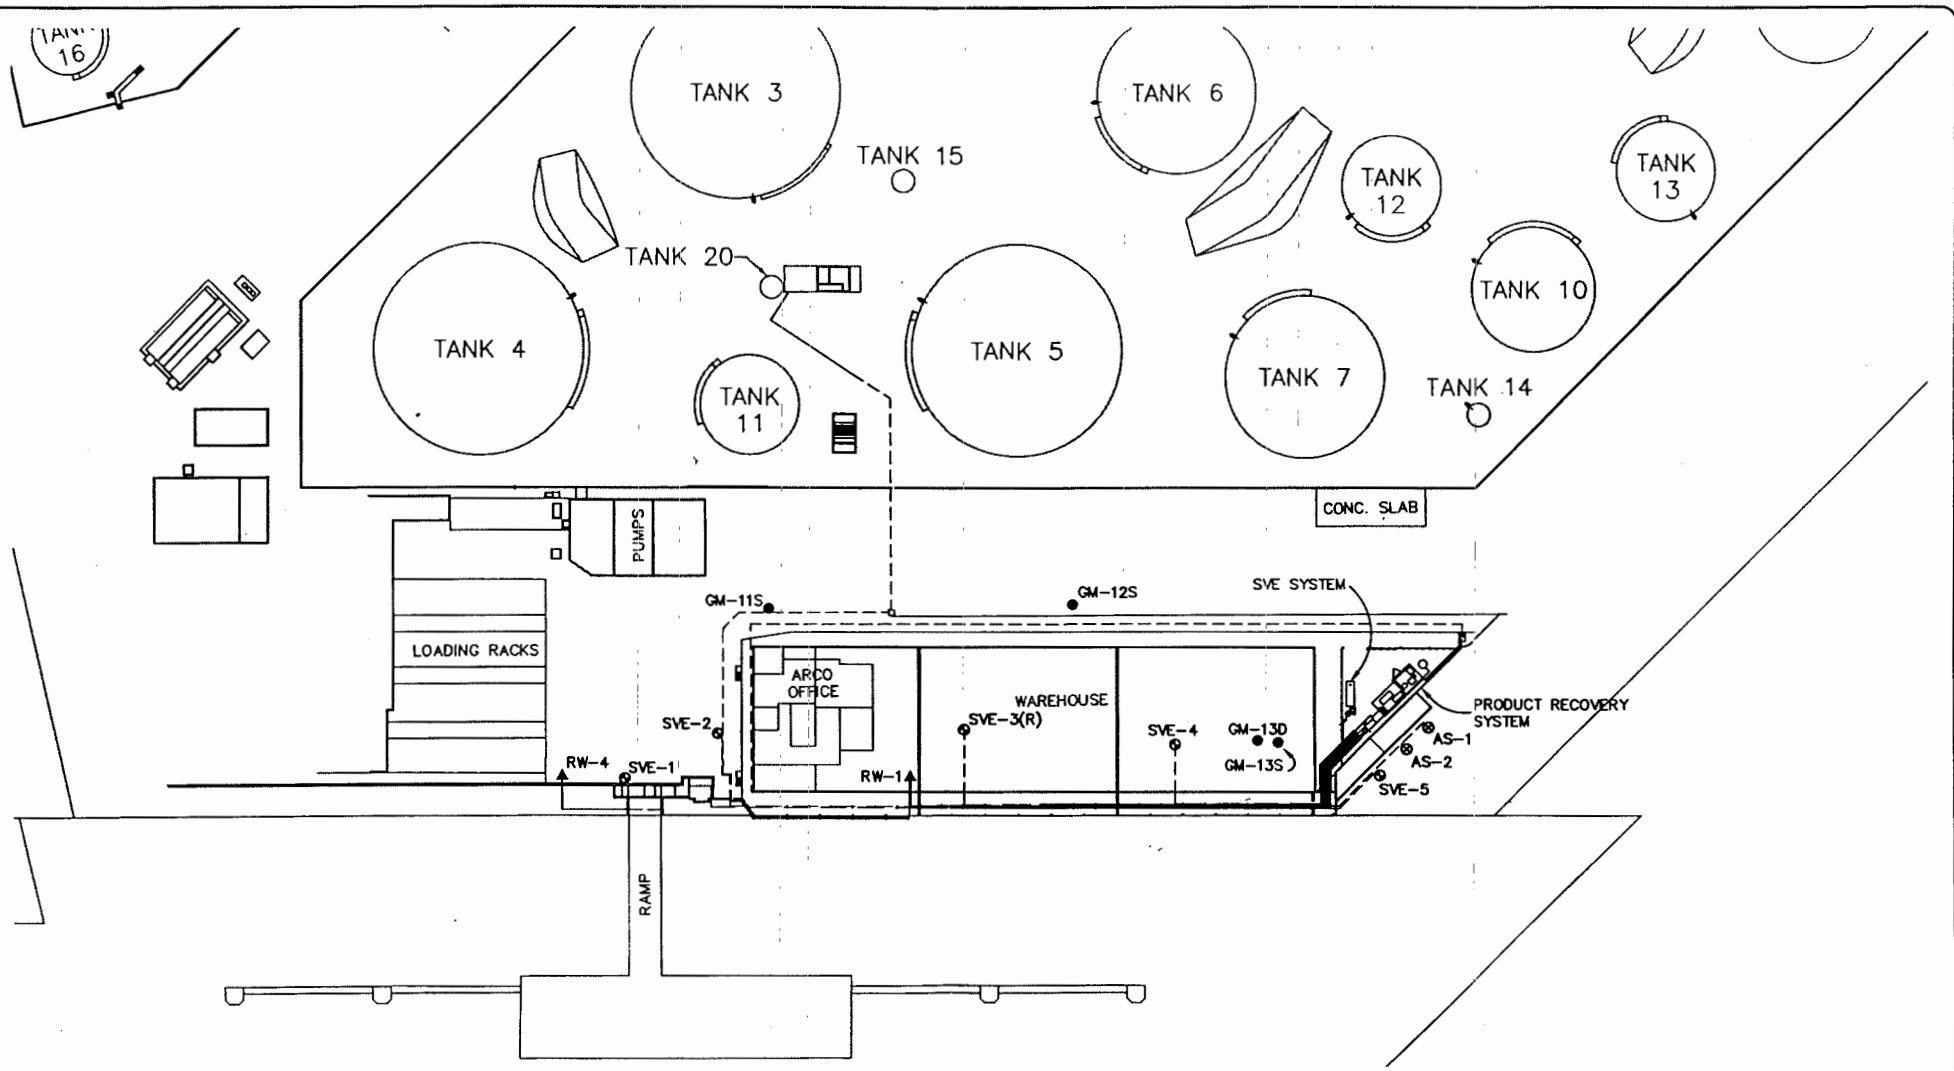 TANK
16
TANK 3
TANK 6
TANK 15
TANK
12
TANK
13
TANK 20
TANK 10
TANK 4
TANK 5
TANK 7
TANK
11
TANK 14
CONC. SLAB
PUMPS
SVE SYSTEM
GM-11S
GM-12S
LOADING RACKS
ARCO
OFFICE
WAREHOUSE
PRODUCT RECOVERY
SYSTEM
SVE-2
SVE-3(R)
SVE-4
GM-13D
GM-13S
AS-1
AS-2
RW-4
SVE-1
RW-1
SVE-5
RAMP